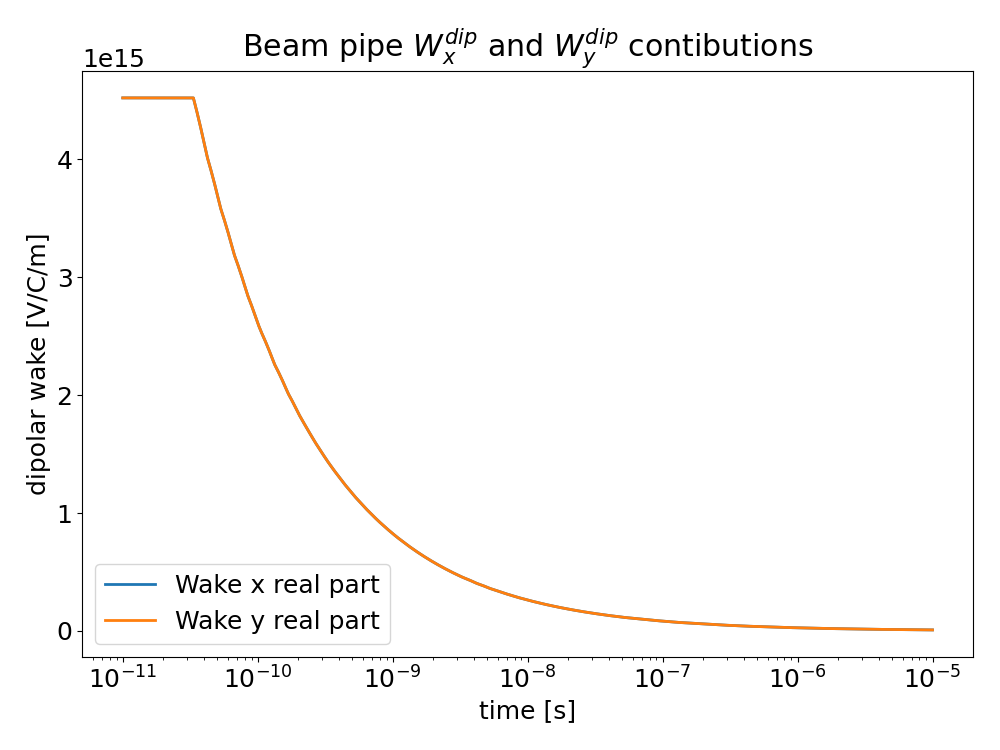 Beam pipe $W_x^{dip}$ and $W_y^{dip}$ contibutions
1e15
4
3
2
1
0
dipolar wake [V/C/m]
Wake x real part
Wake y real part
$10^{-11}$ $10^{-10}$ $10^{-9}$ $10^{-8}$ $10^{-7}$ $10^{-6}$ $10^{-5}$
time [s]